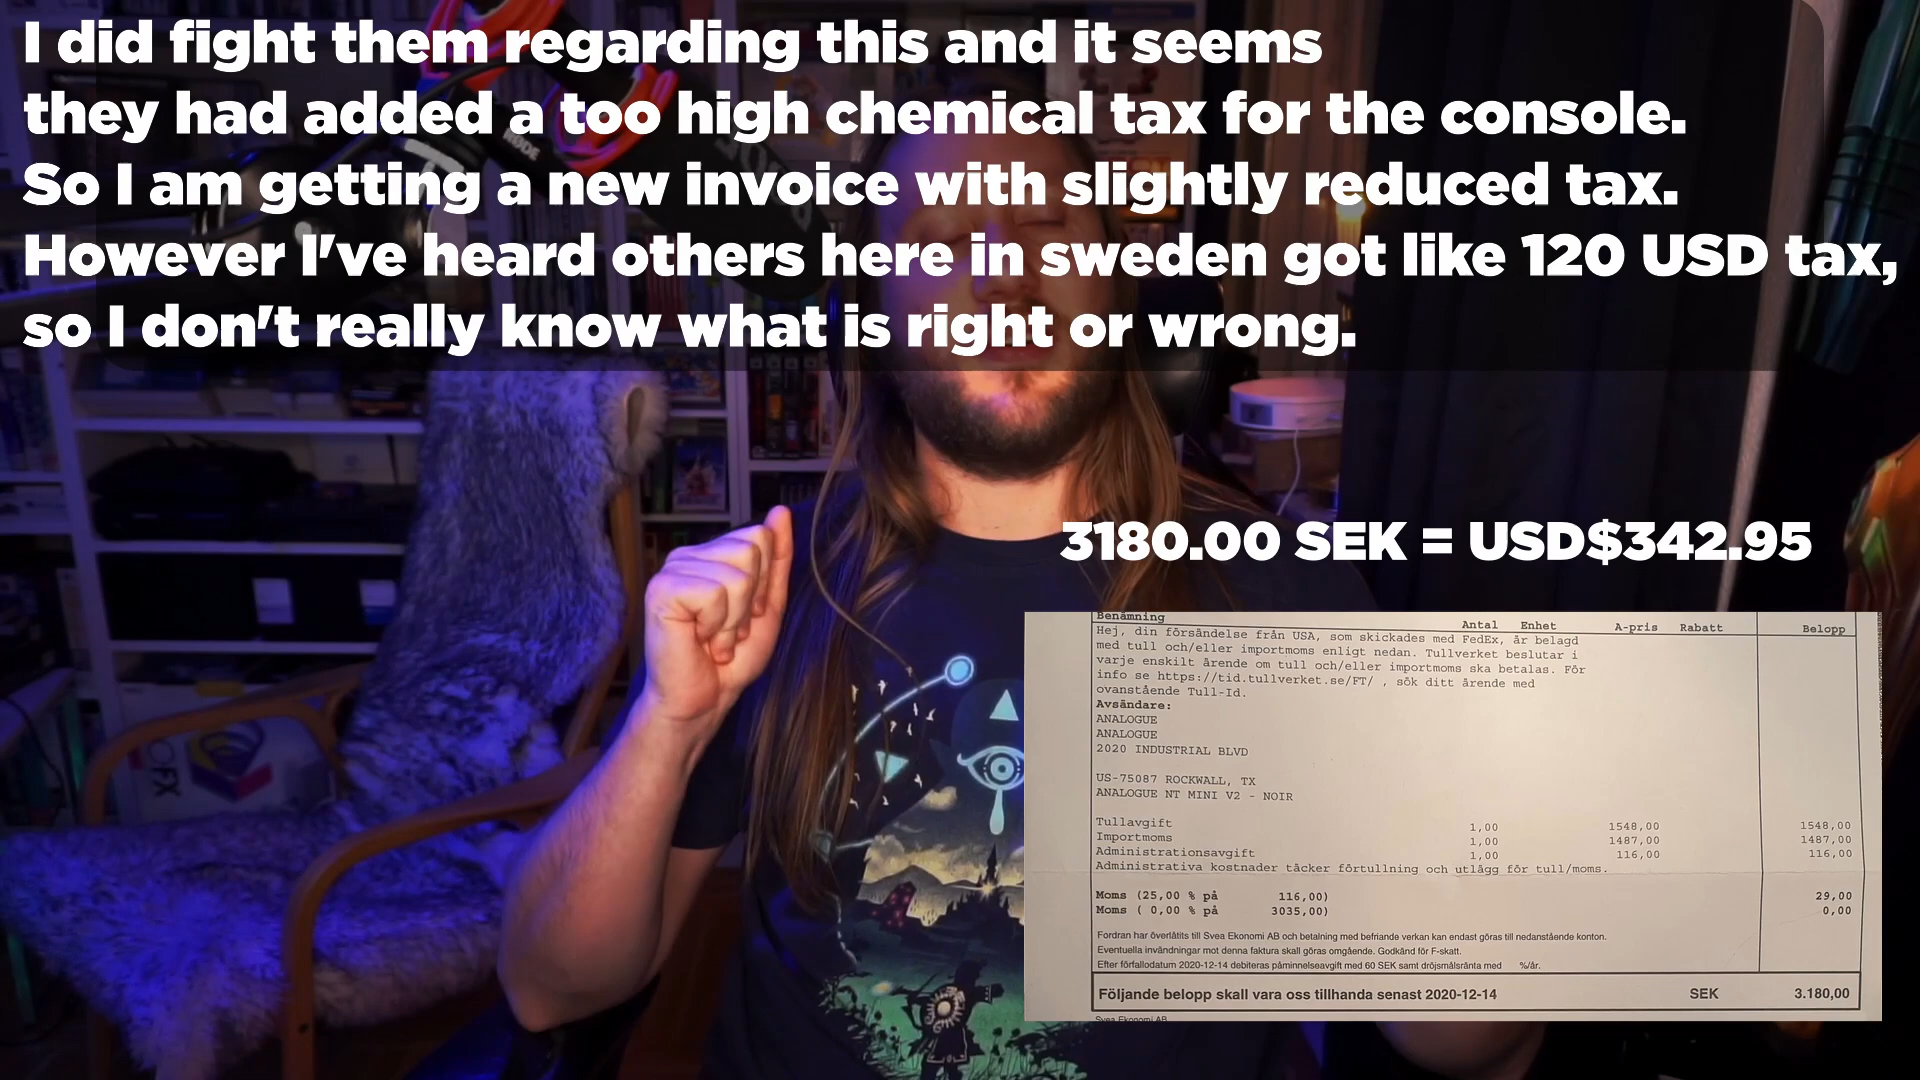 I did fight them regarding this and it seems
they had added a too high chemical tax for the console.
So I am getting a new invoice with slightly reduced tax.
However I've heard others here in sweden got like 120 USD tax,
so I don't really know what is right or wrong.
RODE
3180.00 SEK = USD$342.95
CFX
Benämning Antal Enhet A-pris Rabatt Belopp
Hej, din försändelse från USA, som skickades med FedEx, är belagd
med tull och/eller importmoms enligt nedan. Tullverket beslutar i
varje enskilt ärende om tull och/eller importmoms ska betalas. För
info se https://tid.tullverket.se/FT/ , sök ditt ärende med
ovanstående Tull-Id.
Avsändare:
ANALOGUE
ANALOGUE
2020 INDUSTRIAL BLVD
US-75087 ROCKWALL, TX
ANALOGUE NT MINI V2 - NOIR
Tullavgift 1,00 1548,00 1548,00
Importmoms 1,00 1487,00 1487,00
Administrationsavgift 1,00 116,00 116,00
Administrativa kostnader täcker förtullning och utlägg för tull/moms.
Moms (25,00 % på 116,00) 29,00
Moms ( 0,00 % på 3035,00) 0,00
Fordran har överlåtits till Svea Ekonomi AB och betalning med befriande verkan kan endast göras till nedanstående konton.
Eventuella invändningar mot denna faktura skall göras omgående. Godkänd för F-skatt.
Efter förfallodatum 2020-12-14 debiteras påminnelseavgift med 60 SEK samt dröjsmålsränta med %/år.
Följande belopp skall vara oss tillhanda senast 2020-12-14 SEK 3.180,00
Svea Ekonomi AB